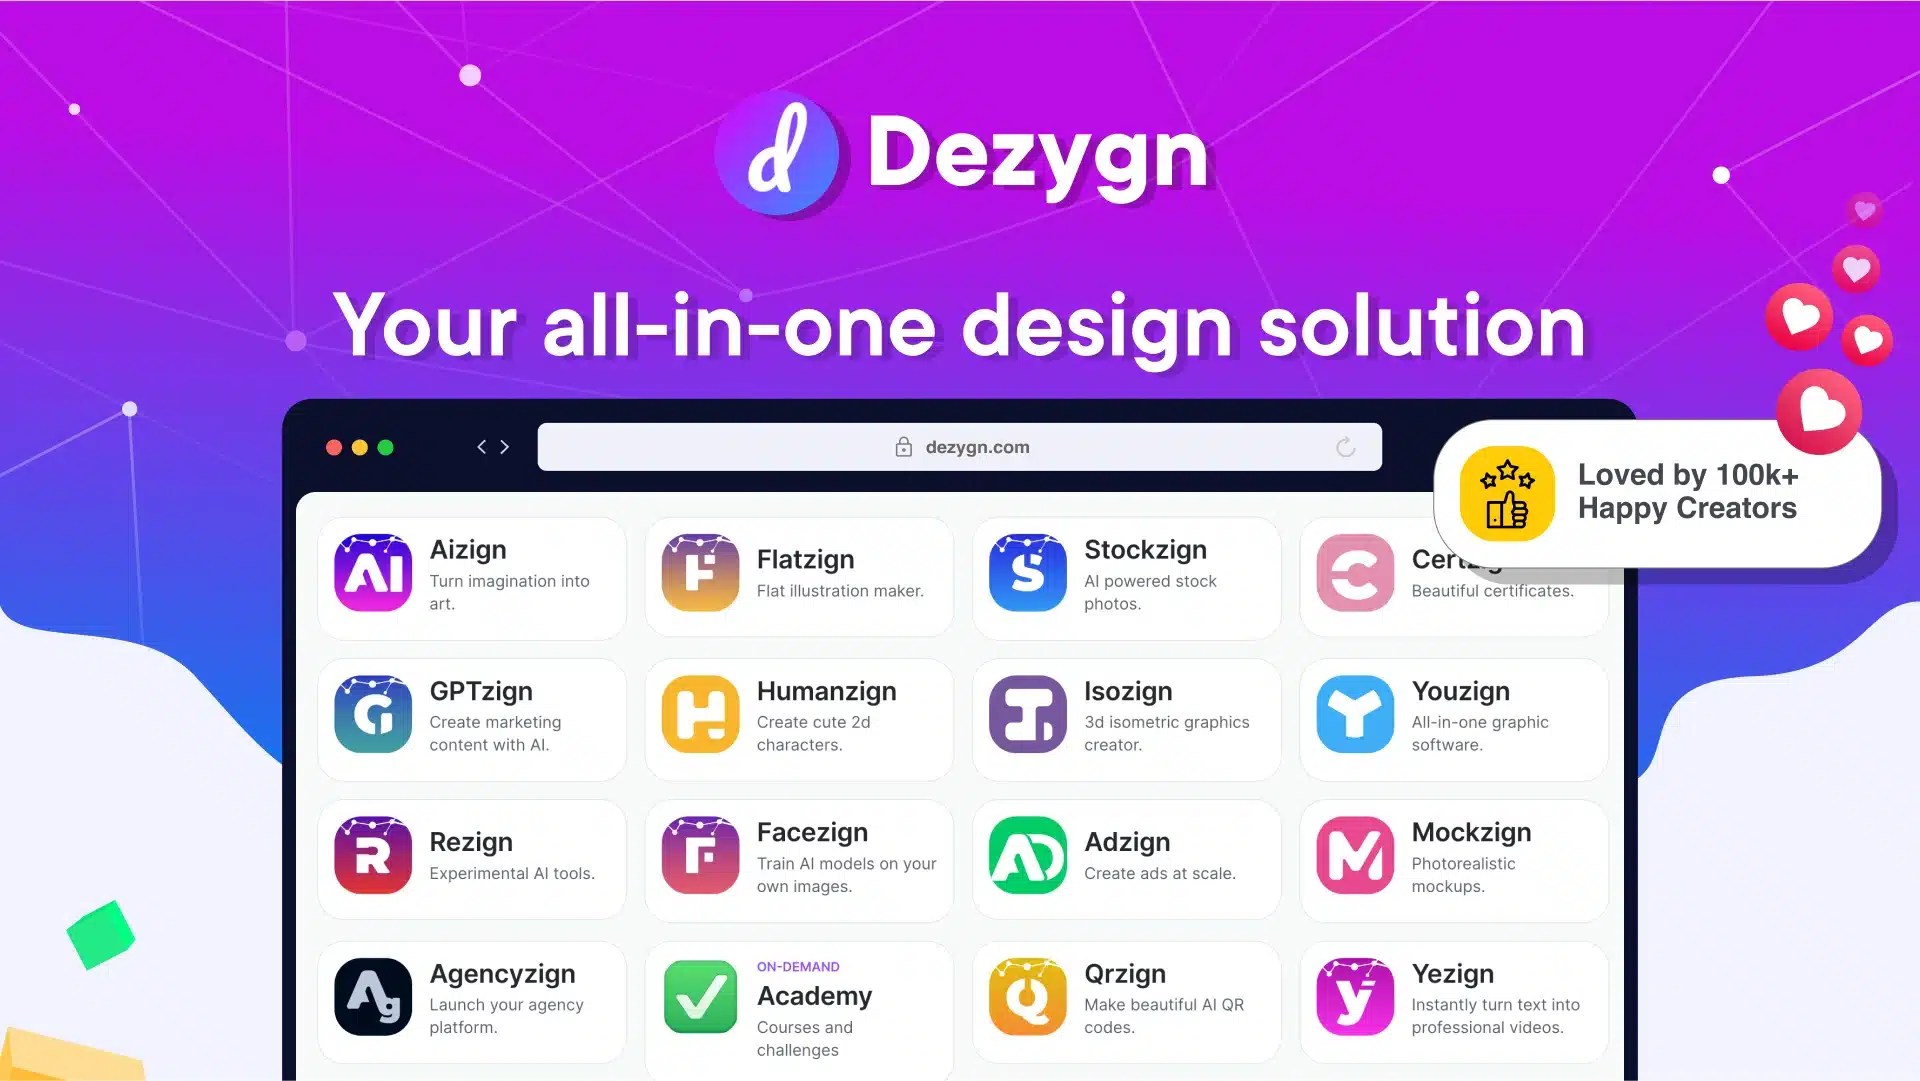 d Dezygn
Your all-in-one design solution
dezygn.com
Loved by 100k+
Happy Creators
AI
Aizign
Turn imagination into
art.
F
Flatzign
Flat illustration maker.
S
Stockzign
AI powered stock
photos.
C
Beautiful certificates.
G
GPTzign
Create marketing
content with AI.
H
Humanzign
Create cute 2d
characters.
I
Isozign
3d isometric graphics
creator.
Y
Youzign
All-in-one graphic
software.
R
Rezign
Experimental AI tools.
F
Facezign
Train AI models on your
own images.
AD
Adzign
Create ads at scale.
M
Mockzign
Photorealistic
mockups.
Ag
Agencyzign
Launch your agency
platform.
ON-DEMAND
Academy
Courses and
challenges
Q
Qrzign
Make beautiful AI QR
codes.
y
Yezign
Instantly turn text into
professional videos.